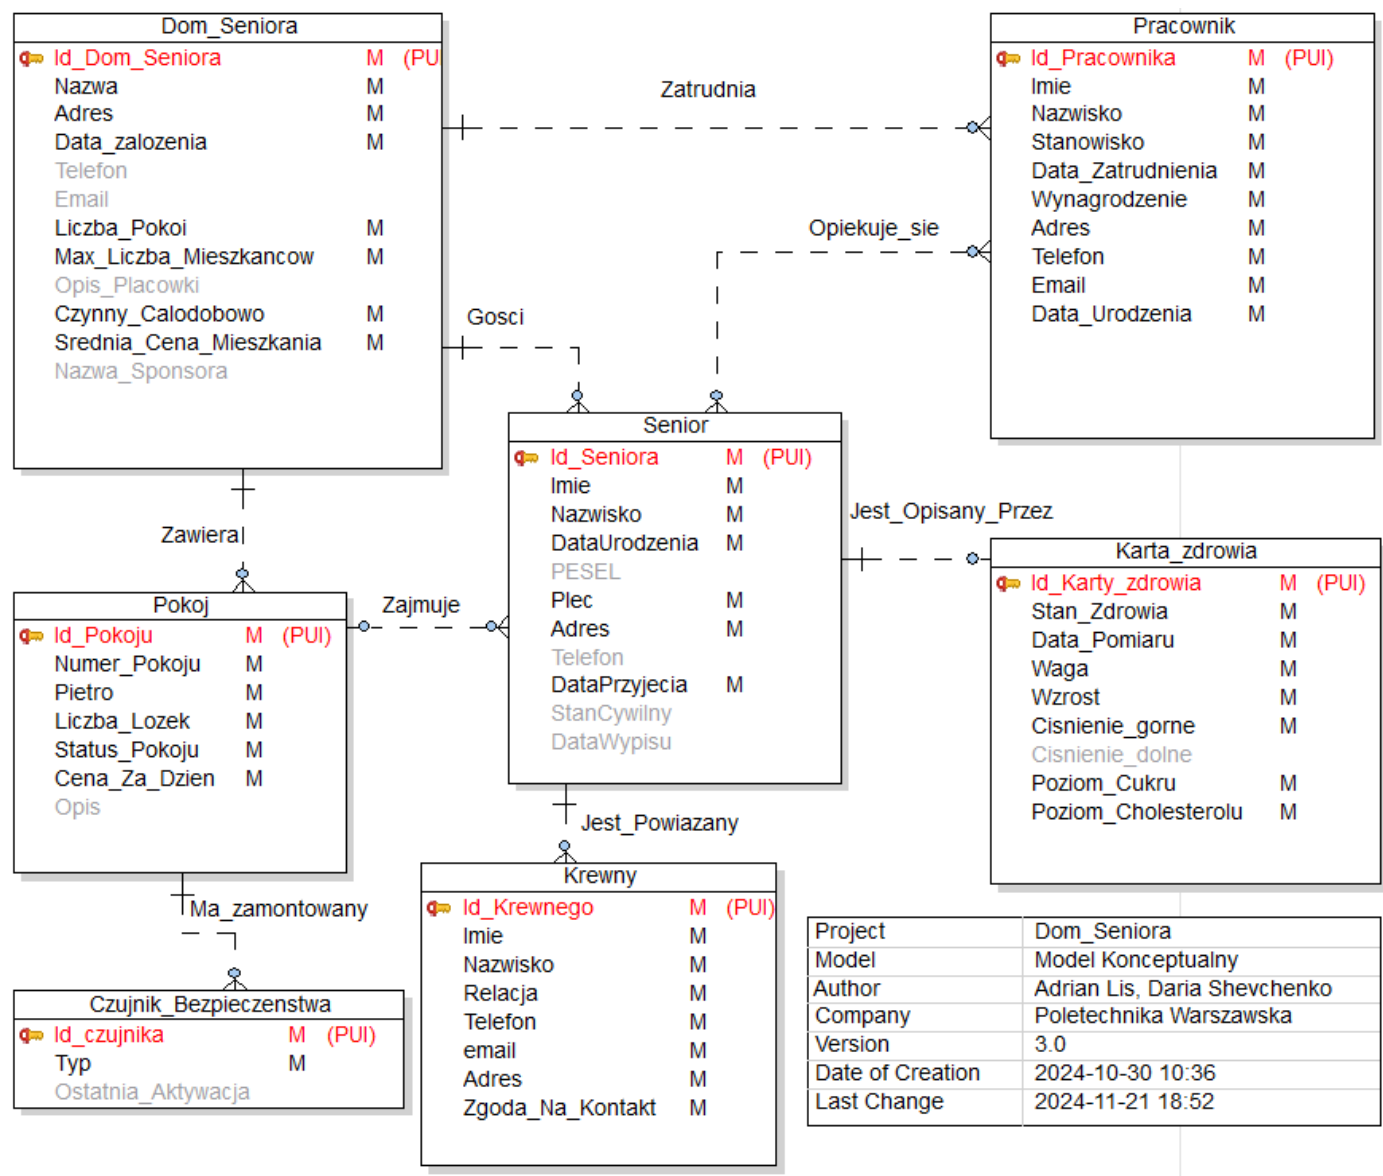 Dom_Seniora
Id_Dom_Seniora M (PU
Nazwa M
Adres M
Data_zalozenia M
Telefon
Email
Liczba_Pokoi M
Max_Liczba_Mieszkancow M
Opis_Placowki
Czynny_Calodobowo M
Srednia_Cena_Mieszkania M
Nazwa_Sponsora
Zatrudnia
Pracownik
Id_Pracownika M (PUI)
Imie M
Nazwisko M
Stanowisko M
Data_Zatrudnienia M
Wynagrodzenie M
Adres M
Telefon M
Email M
Data_Urodzenia M
Opiekuje_sie
Gosci
Senior
Id_Seniora M (PUI)
Imie M
Nazwisko M
DataUrodzenia M
PESEL
Plec M
Adres M
Telefon
DataPrzyjecia M
StanCywilny
DataWypisu
Jest_Opisany_Przez
Karta_zdrowia
Id_Karty_zdrowia M (PUI)
Stan_Zdrowia M
Data_Pomiaru M
Waga M
Wzrost M
Cisnienie_gorne M
Cisnienie_dolne
Poziom_Cukru M
Poziom_Cholesterolu M
Zawiera
Pokoj
Id_Pokoju M (PUI)
Numer_Pokoju M
Pietro M
Liczba_Lozek M
Status_Pokoju M
Cena_Za_Dzien M
Opis
Zajmuje
Jest_Powiazany
Krewny
Id_Krewnego M (PUI)
Imie M
Nazwisko M
Relacja M
Telefon M
email M
Adres M
Zgoda_Na_Kontakt M
Ma_zamontowany
Czujnik_Bezpieczenstwa
Id_czujnika M (PUI)
Typ M
Ostatnia_Aktywacja
Project Dom_Seniora
Model Model Konceptualny
Author Adrian Lis, Daria Shevchenko
Company Poletechnika Warszawska
Version 3.0
Date of Creation 2024-10-30 10:36
Last Change 2024-11-21 18:52